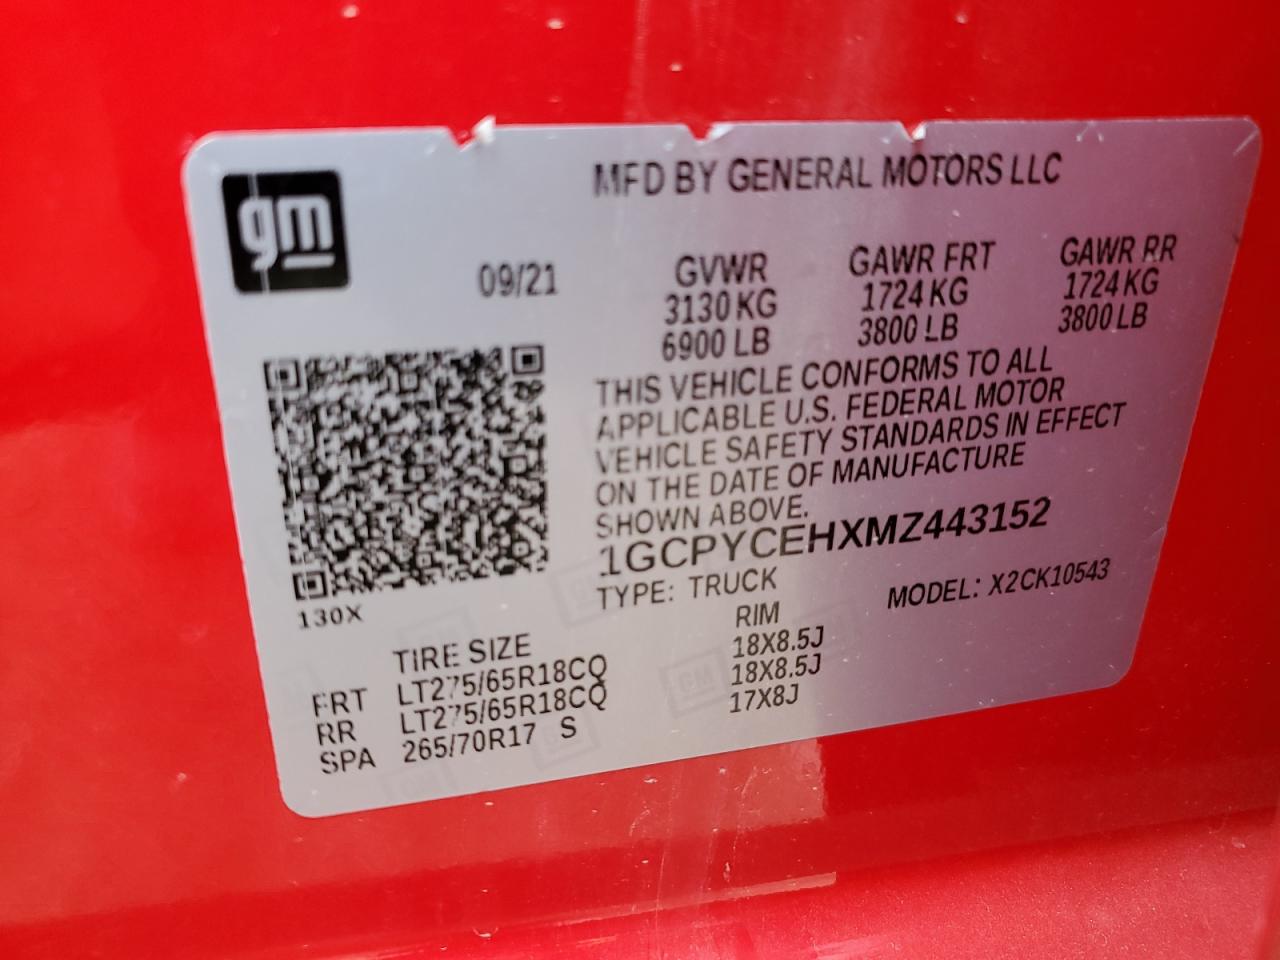 gm
MFD BY GENERAL MOTORS LLC
09/21
GVWR GAWR FRT GAWR RR
3130 KG 1724 KG 1724 KG
6900 LB 3800 LB 3800 LB
THIS VEHICLE CONFORMS TO ALL
APPLICABLE U.S. FEDERAL MOTOR
VEHICLE SAFETY STANDARDS IN EFFECT
ON THE DATE OF MANUFACTURE
SHOWN ABOVE.
1GCPYCEHXMZ443152
TYPE: TRUCK MODEL: X2CK10543
130X
TIRE SIZE RIM
FRT LT275/65R18CQ 18X8.5J
RR LT275/65R18CQ 18X8.5J
SPA 265/70R17 S 17X8J
GM